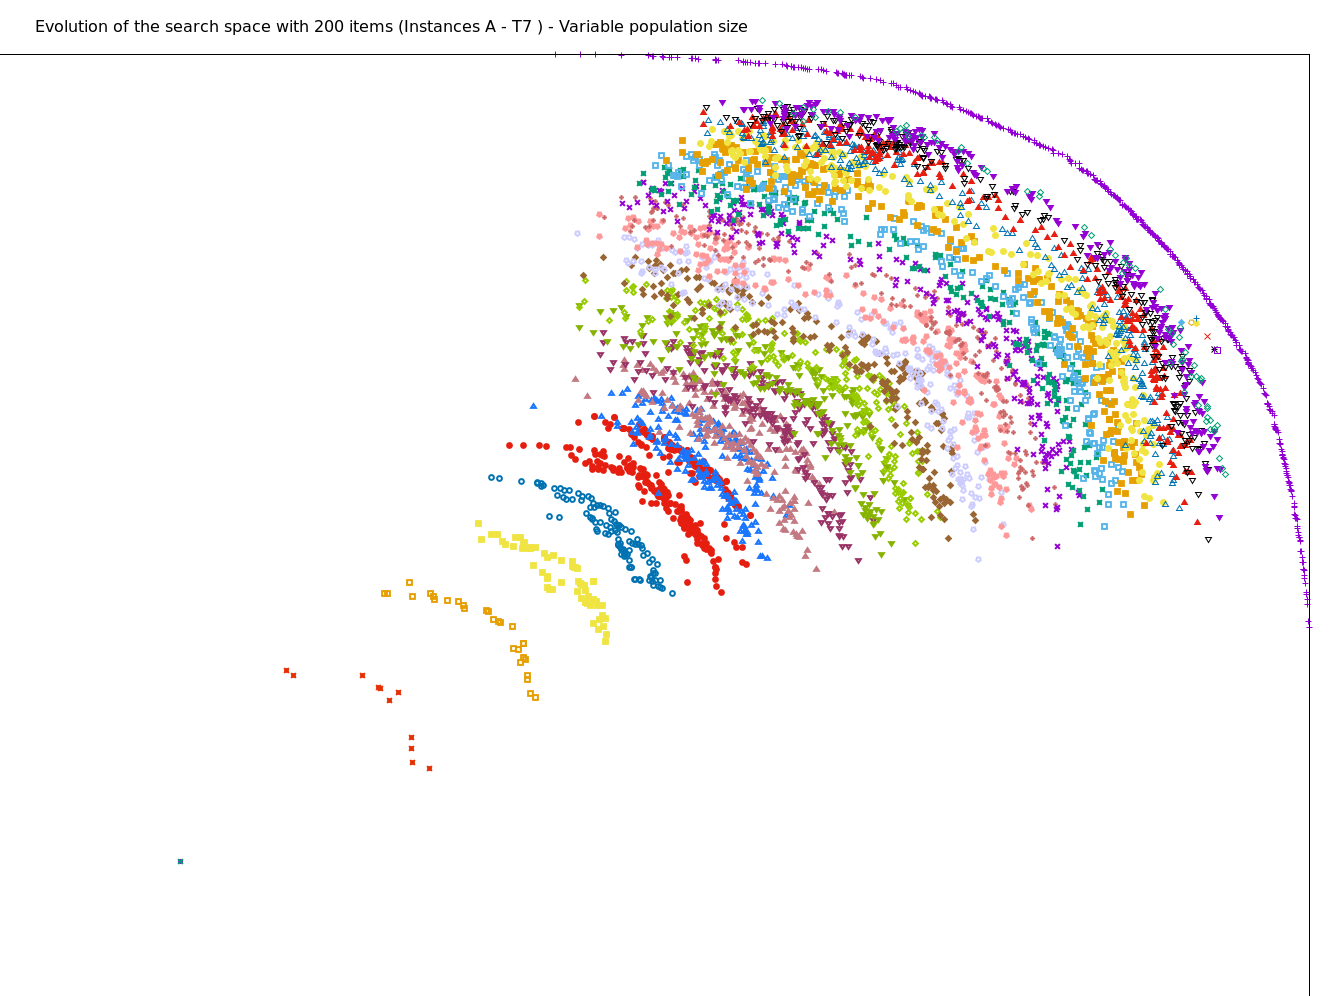 Evolution of the search space with 200 items (Instances A - T7 ) - Variable population size